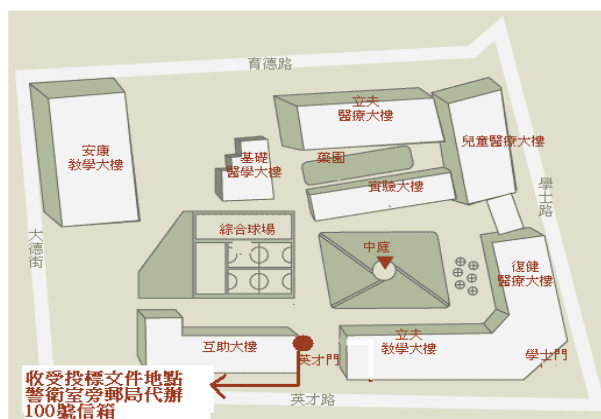 育德路
立夫
醫療大樓
兒童醫療大樓
安康
教學大樓
基礎
醫學大樓
藥園
實驗大樓
學士路
綜合球場
中庭
大德街
復健
醫療大樓
互助大樓
英才門
立夫
教學大樓
學士門
收受投標文件地點
警衛室旁郵局代辦
100號信箱
英才路